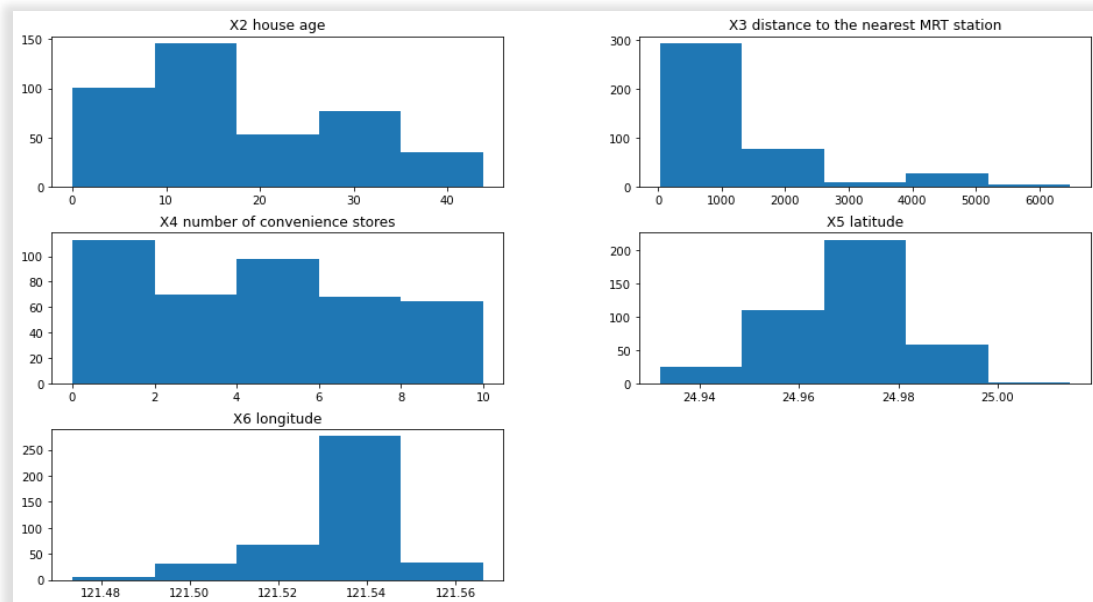 X2 house age
150
100
50
0
0 10 20 30 40
X3 distance to the nearest MRT station
300
200
100
0
0 1000 2000 3000 4000 5000 6000
X4 number of convenience stores
100
80
60
40
20
0
0 2 4 6 8 10
X5 latitude
200
150
100
50
0
24.94 24.96 24.98 25.00
X6 longitude
250
200
150
100
50
0
121.48 121.50 121.52 121.54 121.56